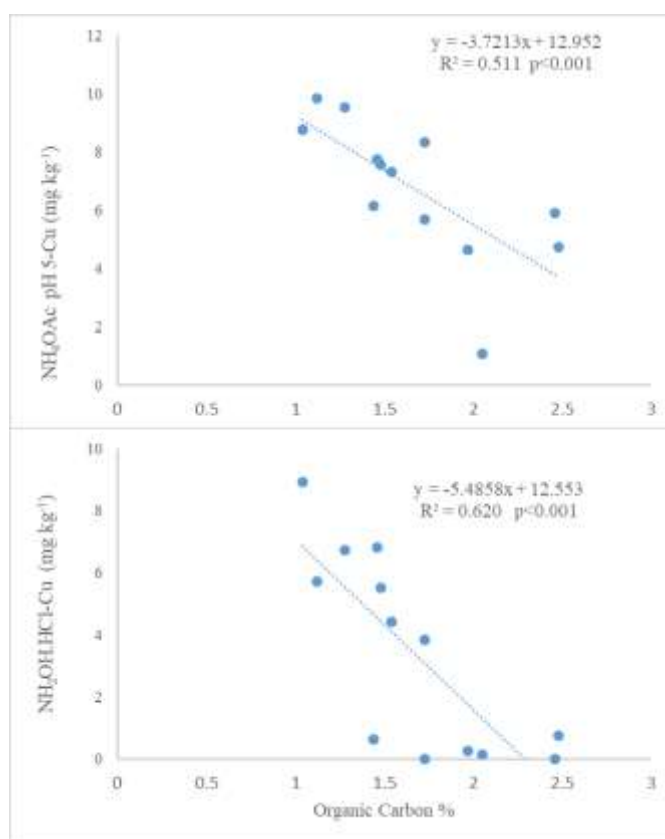 y = -3.7213x + 12.952
R² = 0.511 p<0.001
NH₄OAc pH 5-Cu (mg kg⁻¹)
12
10
8
6
4
2
0
0 0.5 1 1.5 2 2.5 3
y = -5.4858x + 12.553
R² = 0.620 p<0.001
NH₂OH.HCl-Cu (mg kg⁻¹)
10
8
6
4
2
0
0 0.5 1 1.5 2 2.5 3
Organic Carbon %